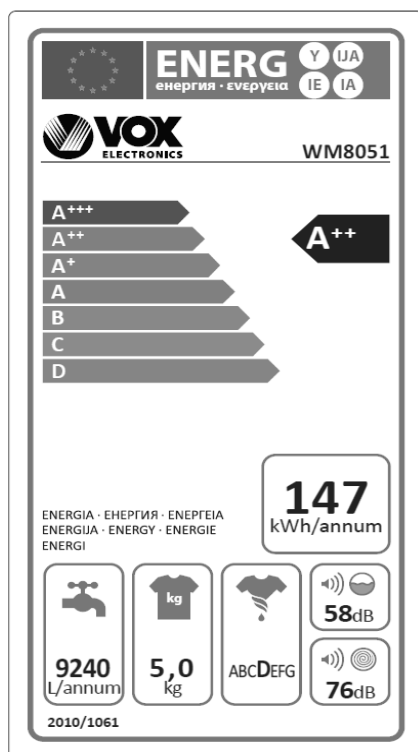 ENERG Y IJA
енергия · ενεργεια IE IA
VOX
ELECTRONICS
WM8051
A+++
A++
A++
A+
A
B
C
D
147
kWh/annum
ENERGIA · ЕНЕРГИЯ · ΕΝΕΡΓΕΙΑ
ENERGIJA · ENERGY · ENERGIE
ENERGI
kg
58dB
9240
L/annum
5,0
kg
ABCDEFG
76dB
2010/1061